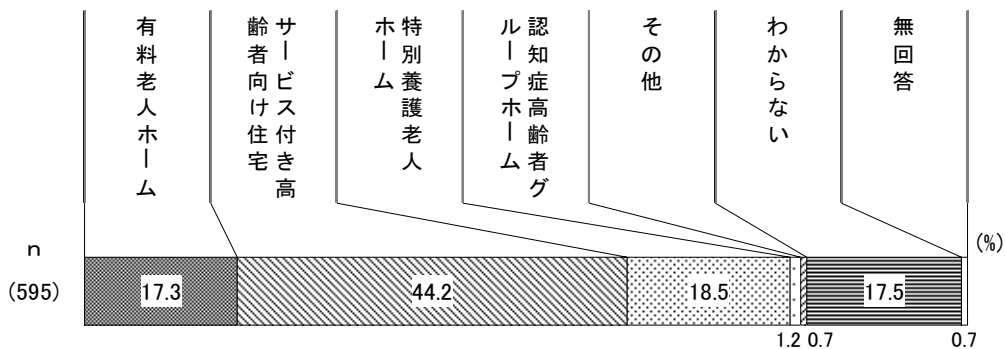 有料老人ホーム
サービス付き高
齢者向け住宅
特別養護老人
ホーム
認知症高齢者グ
ループホーム
その他
わからない
無回答
n
(%)
(595)
17.3
44.2
18.5
17.5
1.2
0.7
0.7